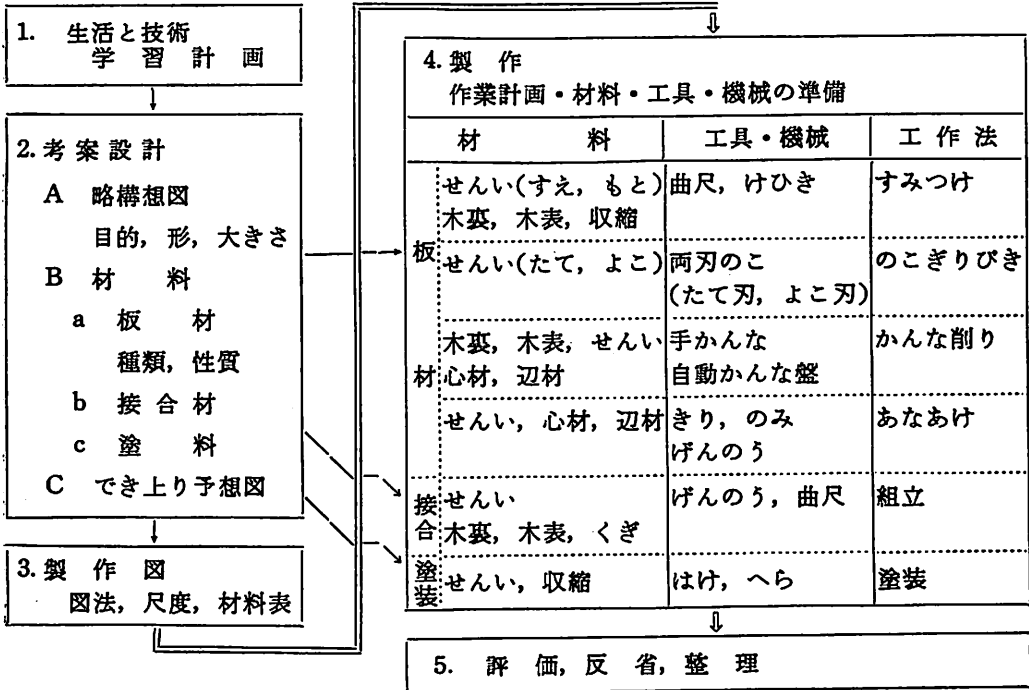 1. 生活と技術
学習計画
2. 考案設計
A 略構想図
目的, 形, 大きさ
B 材料
a 板材
種類, 性質
b 接合材
c 塗料
C でき上り予想図
3. 製作図
図法, 尺度, 材料表
4. 製作
作業計画・材料・工具・機械の準備
材料 工具・機械 工作法
板材
せんい(すえ, もと) 曲尺, けひき すみつけ
木裏, 木表, 収縮
せんい(たて, よこ) 両刃のこ のこぎりびき
(たて刃, よこ刃)
木裏, 木表, せんい 手かんな かんな削り
心材, 辺材 自動かんな盤
せんい, 心材, 辺材 きり, のみ あなあけ
げんのう
接合
せんい げんのう, 曲尺 組立
木裏, 木表, くぎ
塗装
せんい, 収縮 はけ, へら 塗装
5. 評価, 反省, 整理